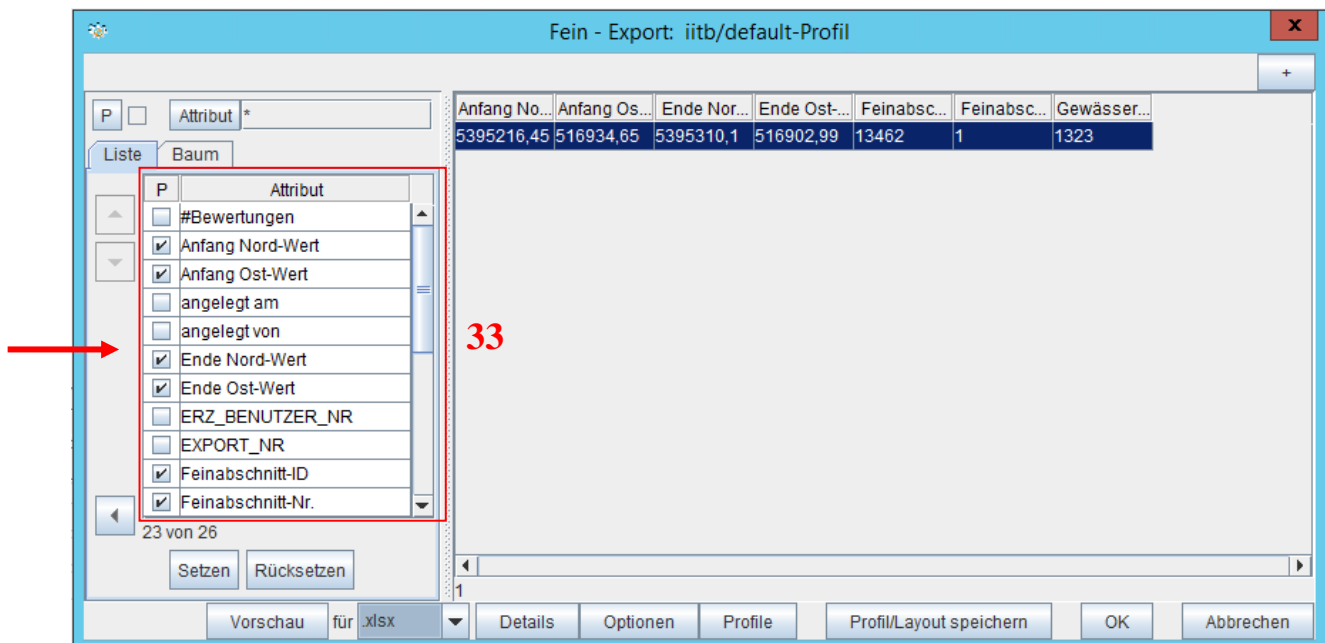 Fein - Export: iitb/default-Profil
x
+
P Attribut *
Liste Baum
P Attribut
#Bewertungen
Anfang Nord-Wert
Anfang Ost-Wert
angelegt am
angelegt von
Ende Nord-Wert
Ende Ost-Wert
ERZ_BENUTZER_NR
EXPORT_NR
Feinabschnitt-ID
Feinabschnitt-Nr.
23 von 26
Setzen Rücksetzen
33
Anfang No... Anfang Os... Ende Nor... Ende Ost-... Feinabsc... Feinabsc... Gewässer...
5395216,45 516934,65 5395310,1 516902,99 13462 1 1323
1
Vorschau für .xlsx Details Optionen Profile Profil/Layout speichern OK Abbrechen